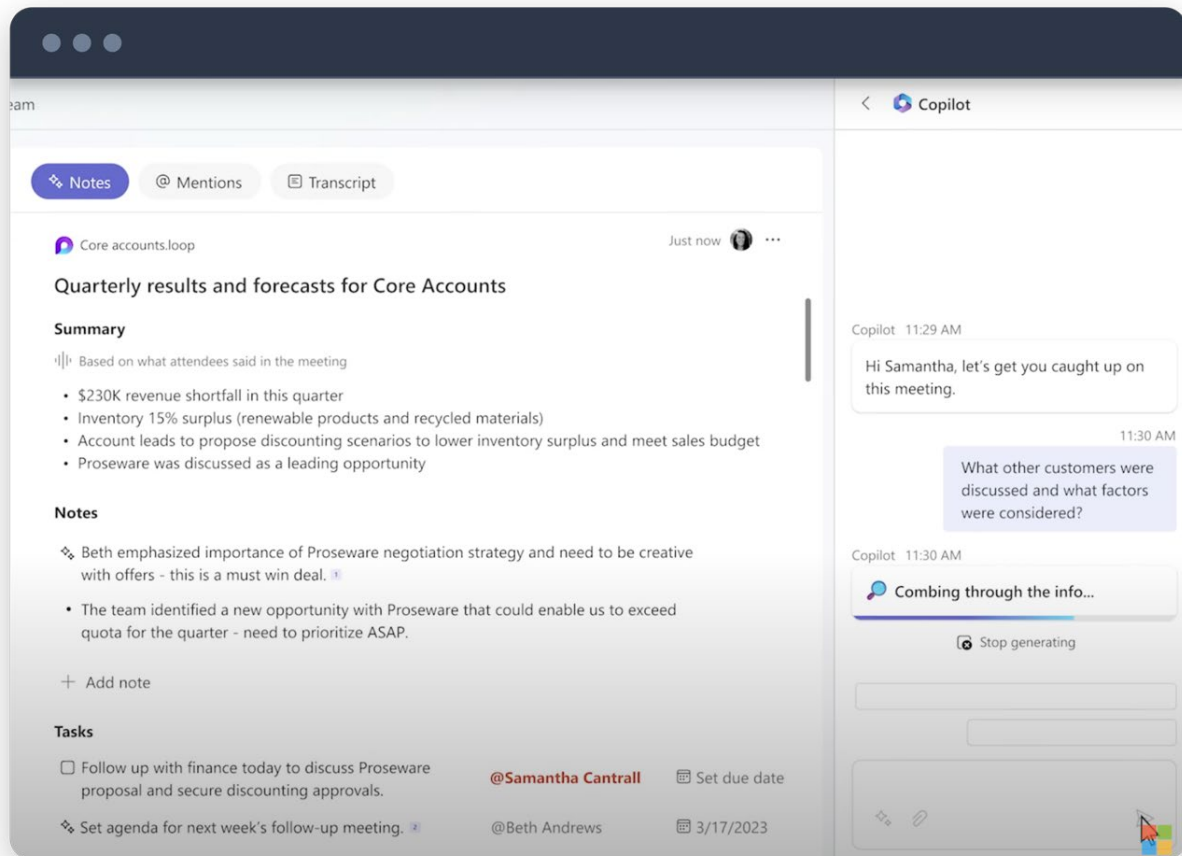 eam
Notes
@ Mentions
Transcript
Core accounts.loop
Just now
Quarterly results and forecasts for Core Accounts
Summary
Based on what attendees said in the meeting
• $230K revenue shortfall in this quarter
• Inventory 15% surplus (renewable products and recycled materials)
• Account leads to propose discounting scenarios to lower inventory surplus and meet sales budget
• Proseware was discussed as a leading opportunity
Notes
Beth emphasized importance of Proseware negotiation strategy and need to be creative
with offers - this is a must win deal. 1
• The team identified a new opportunity with Proseware that could enable us to exceed
quota for the quarter - need to prioritize ASAP.
+ Add note
Tasks
Follow up with finance today to discuss Proseware
proposal and secure discounting approvals.
@Samantha Cantrall
Set due date
Set agenda for next week's follow-up meeting. 2
@Beth Andrews
3/17/2023
Copilot
Copilot 11:29 AM
Hi Samantha, let's get you caught up on
this meeting.
11:30 AM
What other customers were
discussed and what factors
were considered?
Copilot 11:30 AM
Combing through the info...
Stop generating